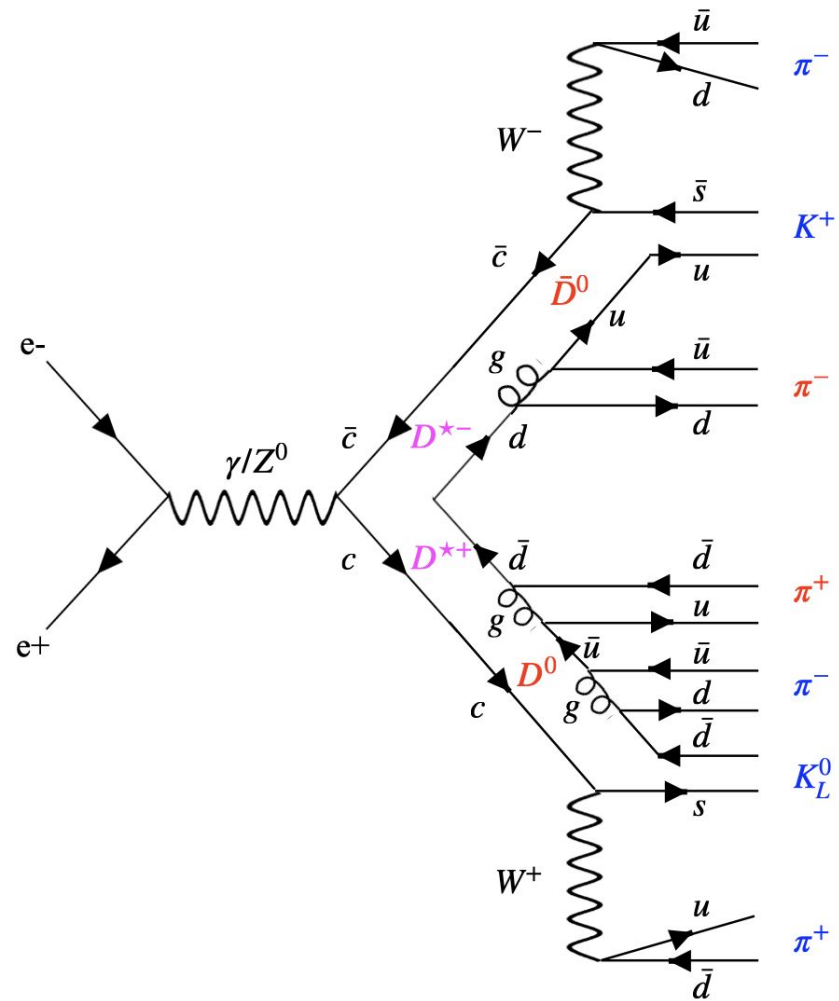 ū π⁻
d
W⁻
s̄ K⁺
c̄
D̄⁰ u
u
e-
g ū π⁻
c̄ D*⁻ d d
γ/Z⁰
c D*⁺ d̄ d̄ π⁺
g u
e+
ū ū π⁻
D⁰ d
c g d̄
K⁰_L
s
W⁺
u π⁺
d̄